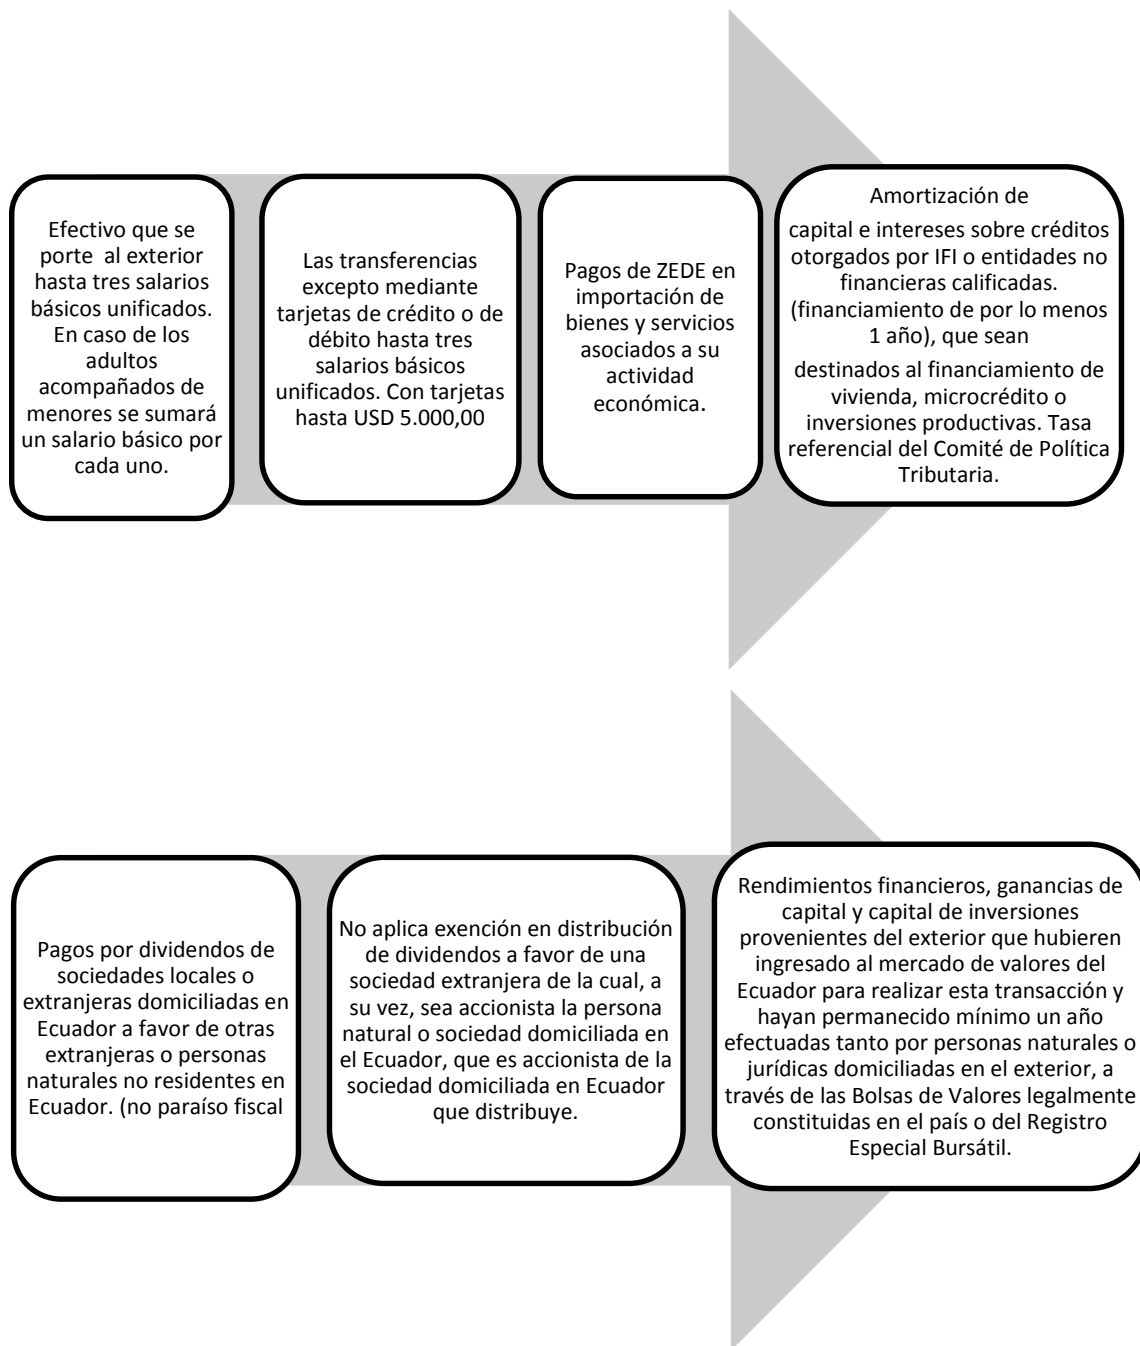 Efectivo que se
porte  al exterior
hasta tres salarios
básicos unificados.
En caso de los
adultos
acompañados de
menores se sumará
un salario básico por
cada uno.
Las transferencias
excepto mediante
tarjetas de crédito o de
débito hasta tres
salarios básicos
unificados. Con tarjetas
hasta USD 5.000,00
Pagos de ZEDE en
importación de
bienes y servicios
asociados a su
actividad
económica.
Amortización de
capital e intereses sobre créditos
otorgados por IFI o entidades no
financieras calificadas.
(financiamiento de por lo menos
1 año), que sean
destinados al financiamiento de
vivienda, microcrédito o
inversiones productivas. Tasa
referencial del Comité de Política
Tributaria.
Pagos por dividendos de
sociedades locales o
extranjeras domiciliadas en
Ecuador a favor de otras
extranjeras o personas
naturales no residentes en
Ecuador. (no paraíso fiscal
No aplica exención en distribución
de dividendos a favor de una
sociedad extranjera de la cual, a
su vez, sea accionista la persona
natural o sociedad domiciliada en
el Ecuador, que es accionista de la
sociedad domiciliada en Ecuador
que distribuye.
Rendimientos financieros, ganancias de
capital y capital de inversiones
provenientes del exterior que hubieren
ingresado al mercado de valores del
Ecuador para realizar esta transacción y
hayan permanecido mínimo un año
efectuadas tanto por personas naturales o
jurídicas domiciliadas en el exterior, a
través de las Bolsas de Valores legalmente
constituidas en el país o del Registro
Especial Bursátil.